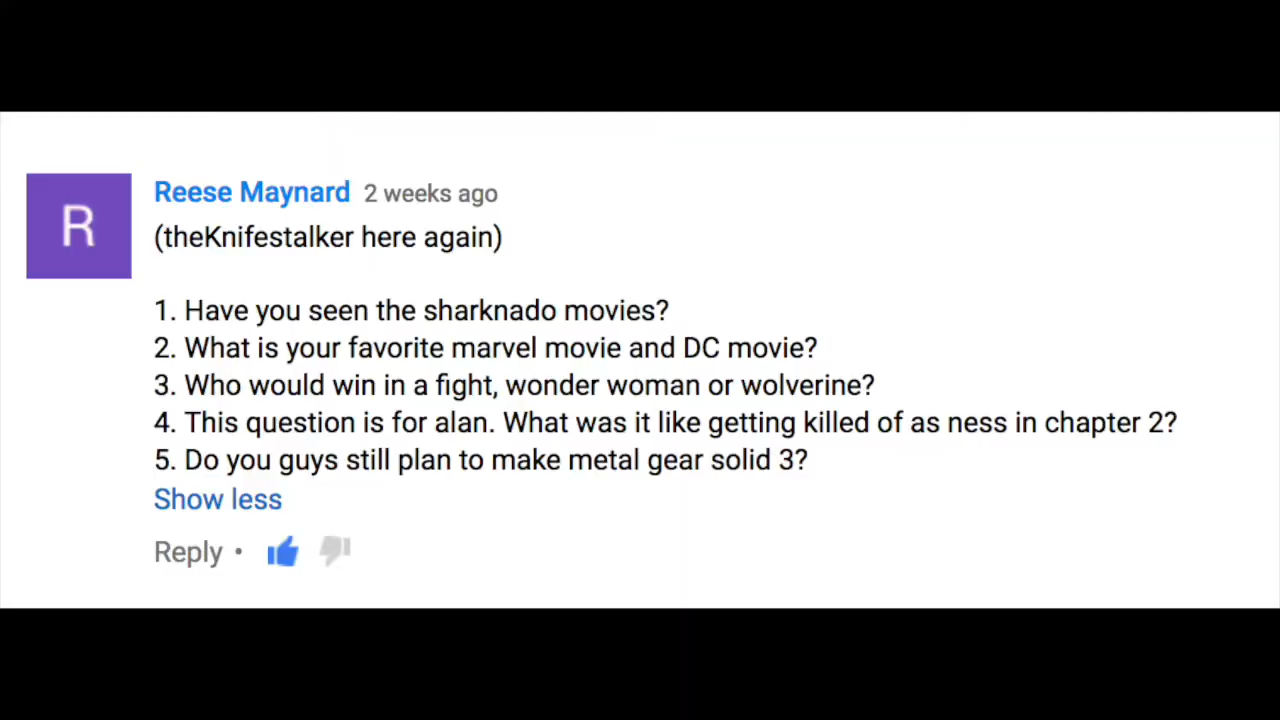 R
Reese Maynard 2 weeks ago
(theKnifestalker here again)
1. Have you seen the sharknado movies?
2. What is your favorite marvel movie and DC movie?
3. Who would win in a fight, wonder woman or wolverine?
4. This question is for alan. What was it like getting killed of as ness in chapter 2?
5. Do you guys still plan to make metal gear solid 3?
Show less
Reply •